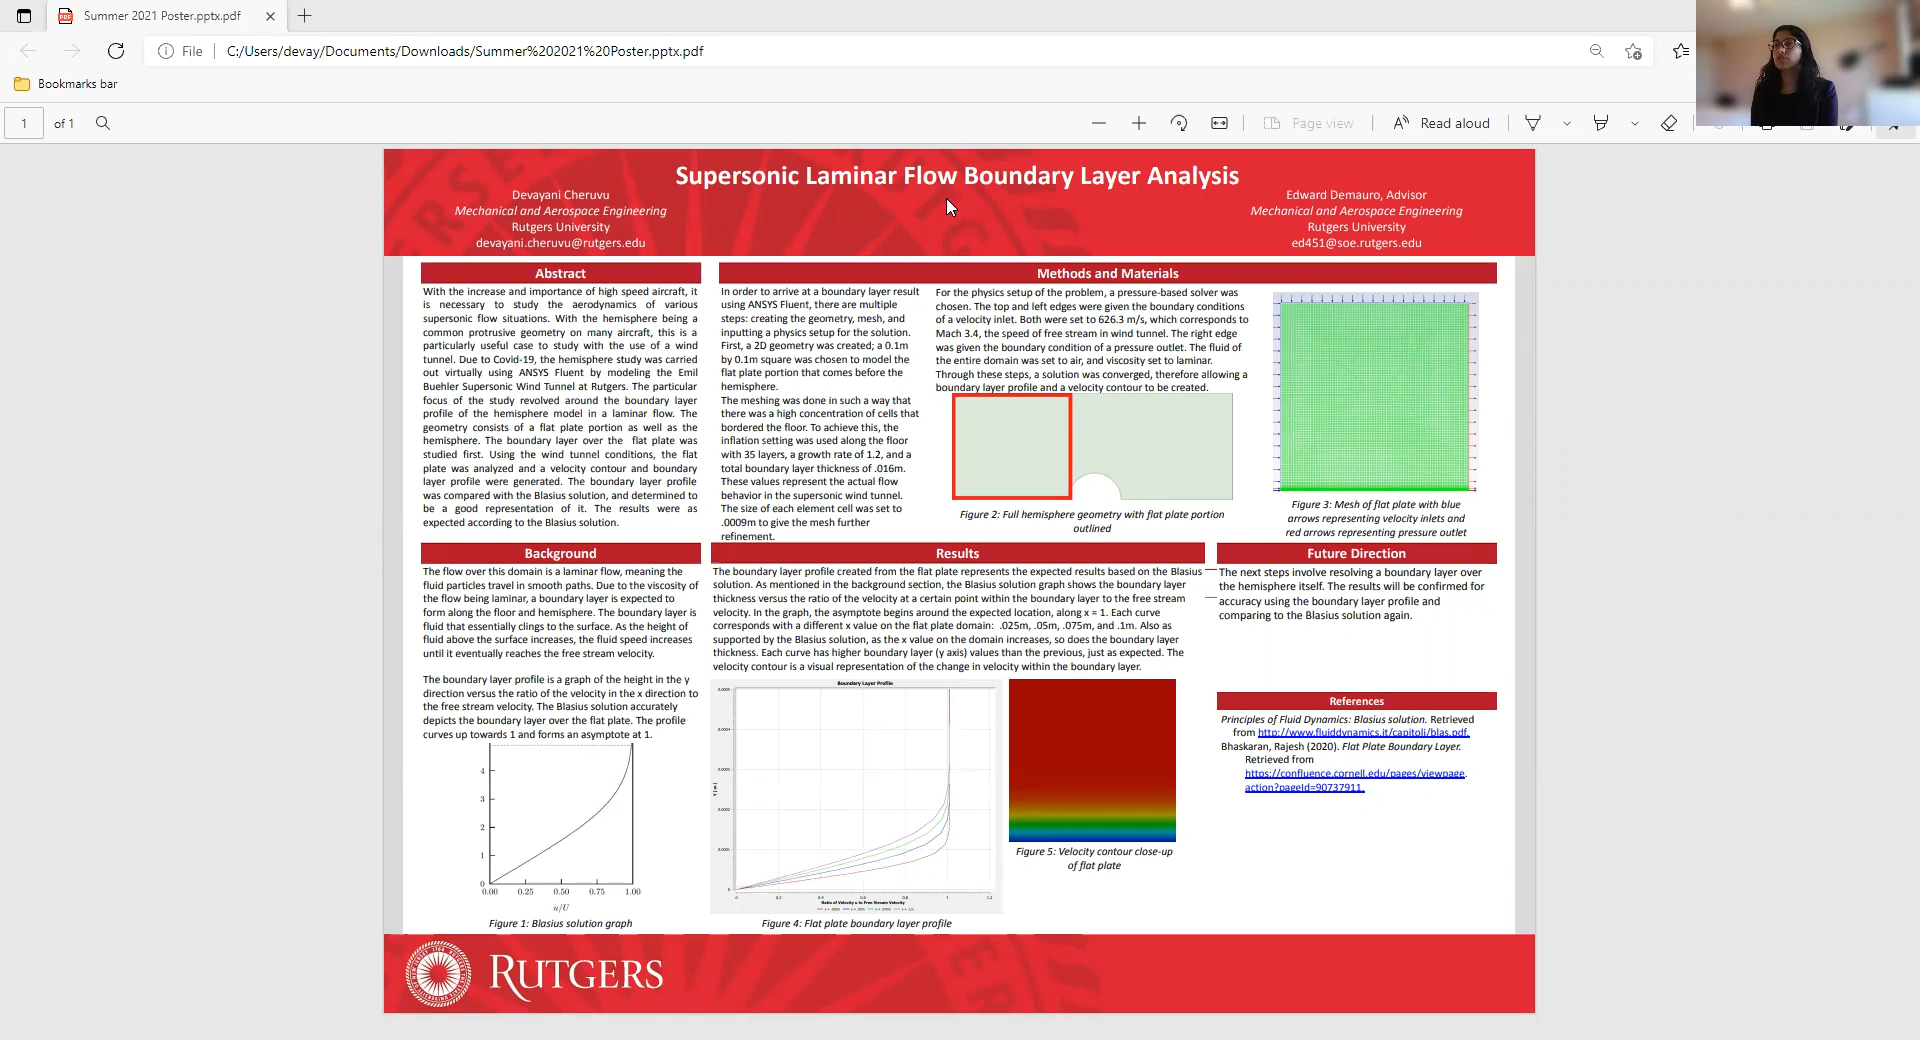 Summer 2021 Poster.pptx.pdf
File
C:/Users/devay/Documents/Downloads/Summer%202021%20Poster.pptx.pdf
Bookmarks bar
1 of 1
Page view
Read aloud
Supersonic Laminar Flow Boundary Layer Analysis
Devayani Cheruvu
Mechanical and Aerospace Engineering
Rutgers University
devayani.cheruvu@rutgers.edu
Edward Demauro, Advisor
Mechanical and Aerospace Engineering
Rutgers University
ed451@soe.rutgers.edu
Abstract
With the increase and importance of high speed aircraft, it
is necessary to study the aerodynamics of various
supersonic flow situations. With the hemisphere being a
common protrusive geometry on many aircraft, this is a
particularly useful case to study with the use of a wind
tunnel. Due to Covid-19, the hemisphere study was carried
out virtually using ANSYS Fluent by modeling the Emil
Buehler Supersonic Wind Tunnel at Rutgers. The particular
focus of the study revolved around the boundary layer
profile of the hemisphere model in a laminar flow. The
geometry consists of a flat plate portion as well as the
hemisphere. The boundary layer over the flat plate was
studied first. Using the wind tunnel conditions, the flat
plate was analyzed and a velocity contour and boundary
layer profile were generated. The boundary layer profile
was compared with the Blasius solution, and determined to
be a good representation of it. The results were as
expected according to the Blasius solution.
Methods and Materials
In order to arrive at a boundary layer result
using ANSYS Fluent, there are multiple
steps: creating the geometry, mesh, and
inputting a physics setup for the solution.
First, a 2D geometry was created; a 0.1m
by 0.1m square was chosen to model the
flat plate portion that comes before the
hemisphere.
The meshing was done in such a way that
there was a high concentration of cells that
bordered the floor. To achieve this, the
inflation setting was used along the floor
with 35 layers, a growth rate of 1.2, and a
total boundary layer thickness of .016m.
These values represent the actual flow
behavior in the supersonic wind tunnel.
The size of each element cell was set to
.0009m to give the mesh further
refinement.
For the physics setup of the problem, a pressure-based solver was
chosen. The top and left edges were given the boundary conditions
of a velocity inlet. Both were set to 626.3 m/s, which corresponds to
Mach 3.4, the speed of free stream in wind tunnel. The right edge
was given the boundary condition of a pressure outlet. The fluid of
the entire domain was set to air, and viscosity set to laminar.
Through these steps, a solution was converged, therefore allowing a
boundary layer profile and a velocity contour to be created.
Figure 2: Full hemisphere geometry with flat plate portion
outlined
Figure 3: Mesh of flat plate with blue
arrows representing velocity inlets and
red arrows representing pressure outlet
Background
The flow over this domain is a laminar flow, meaning the
fluid particles travel in smooth paths. Due to the viscosity of
the flow being laminar, a boundary layer is expected to
form along the floor and hemisphere. The boundary layer is
fluid that essentially clings to the surface. As the height of
fluid above the surface increases, the fluid speed increases
until it eventually reaches the free stream velocity.
The boundary layer profile is a graph of the height in the y
direction versus the ratio of the velocity in the x direction to
the free stream velocity. The Blasius solution accurately
depicts the boundary layer over the flat plate. The profile
curves up towards 1 and forms an asymptote at 1.
4
3
2
1
0
0.00 0.25 0.50 0.75 1.00
u/U
Figure 1: Blasius solution graph
Results
The boundary layer profile created from the flat plate represents the expected results based on the Blasius
solution. As mentioned in the background section, the Blasius solution graph shows the boundary layer
thickness versus the ratio of the velocity at a certain point within the boundary layer to the free stream
velocity. In the graph, the asymptote begins around the expected location, along x = 1. Each curve
corresponds with a different x value on the flat plate domain: .025m, .05m, .075m, and .1m. Also as
supported by the Blasius solution, as the x value on the domain increases, so does the boundary layer
thickness. Each curve has higher boundary layer (y axis) values than the previous, just as expected. The
velocity contour is a visual representation of the change in velocity within the boundary layer.
Boundary Layer Profile
0 0.2 0.4 0.6 0.8 1 1.2
Ratio of Velocity u to Free Stream Velocity
Figure 4: Flat plate boundary layer profile
Figure 5: Velocity contour close-up
of flat plate
Future Direction
The next steps involve resolving a boundary layer over
the hemisphere itself. The results will be confirmed for
accuracy using the boundary layer profile and
comparing to the Blasius solution again.
References
Principles of Fluid Dynamics: Blasius solution. Retrieved
from http://www.fluiddynamics.it/capitoli/blas.pdf.
Bhaskaran, Rajesh (2020). Flat Plate Boundary Layer.
Retrieved from
https://confluence.cornell.edu/pages/viewpage.
action?pageId=90737911.
RUTGERS